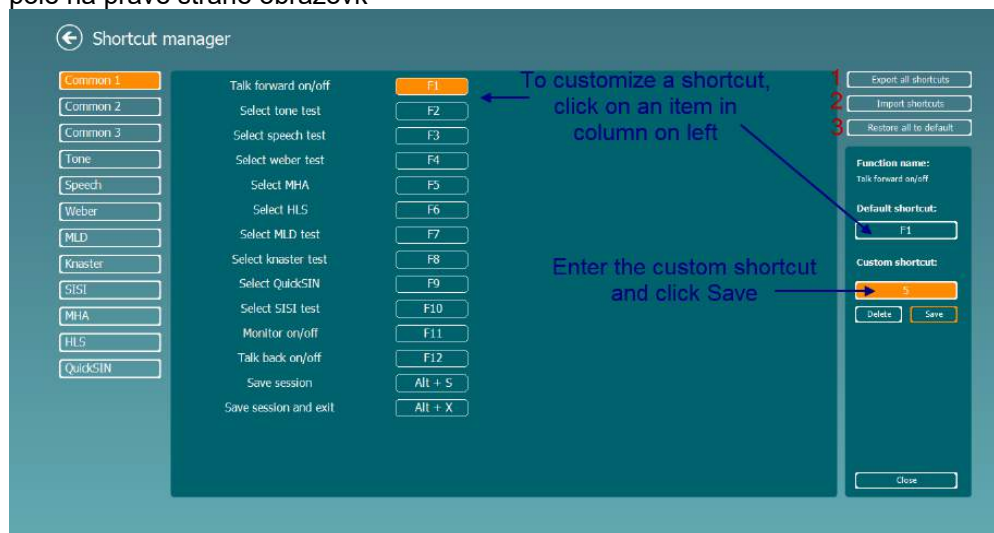 pole na pravé straně obrazovk
Shortcut manager
Common 1
Common 2
Common 3
Tone
Speech
Weber
MLD
Knaster
SISI
MHA
HLS
QuickSIN
Talk forward on/off F1
Select tone test F2
Select speech test F3
Select weber test F4
Select MHA F5
Select HLS F6
Select MLD test F7
Select knaster test F8
Select QuickSIN F9
Select SISI test F10
Monitor on/off F11
Talk back on/off F12
Save session Alt + S
Save session and exit Alt + X
To customize a shortcut,
click on an item in
column on left
Enter the custom shortcut
and click Save
1 Export all shortcuts
2 Import shortcuts
3 Restore all to default
Function name:
Talk forward on/off
Default shortcut:
F1
Custom shortcut:
S
Delete Save
Close